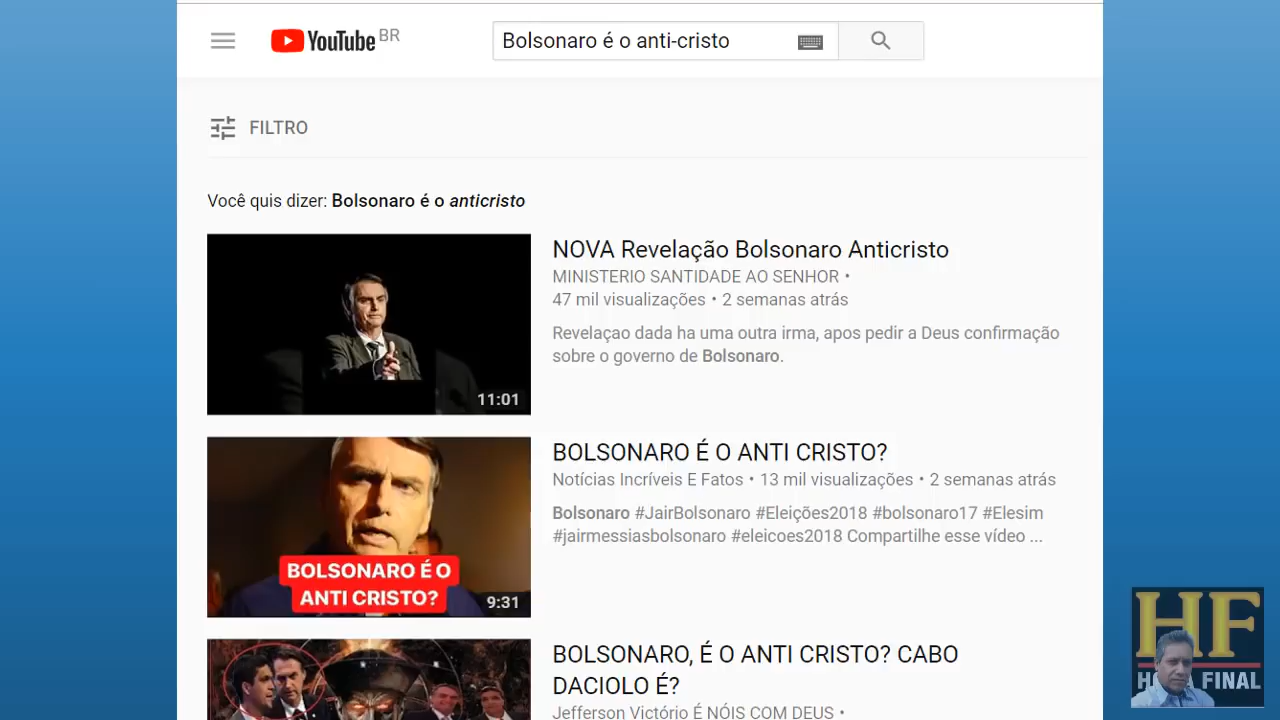 YouTube BR
Bolsonaro é o anti-cristo
FILTRO
Você quis dizer: Bolsonaro é o anticristo
NOVA Revelação Bolsonaro Anticristo
MINISTERIO SANTIDADE AO SENHOR •
47 mil visualizações • 2 semanas atrás
Revelaçao dada ha uma outra irma, apos pedir a Deus confirmação
sobre o governo de Bolsonaro.
11:01
BOLSONARO É O ANTI CRISTO?
Notícias Incríveis E Fatos • 13 mil visualizações • 2 semanas atrás
Bolsonaro #JairBolsonaro #Eleições2018 #bolsonaro17 #Elesim
#jairmessiasbolsonaro #eleicoes2018 Compartilhe esse vídeo ...
BOLSONARO É O
ANTI CRISTO?
9:31
BOLSONARO, É O ANTI CRISTO? CABO
DACIOLO É?
Jefferson Victório É NÓIS COM DEUS •
HF
HORA FINAL